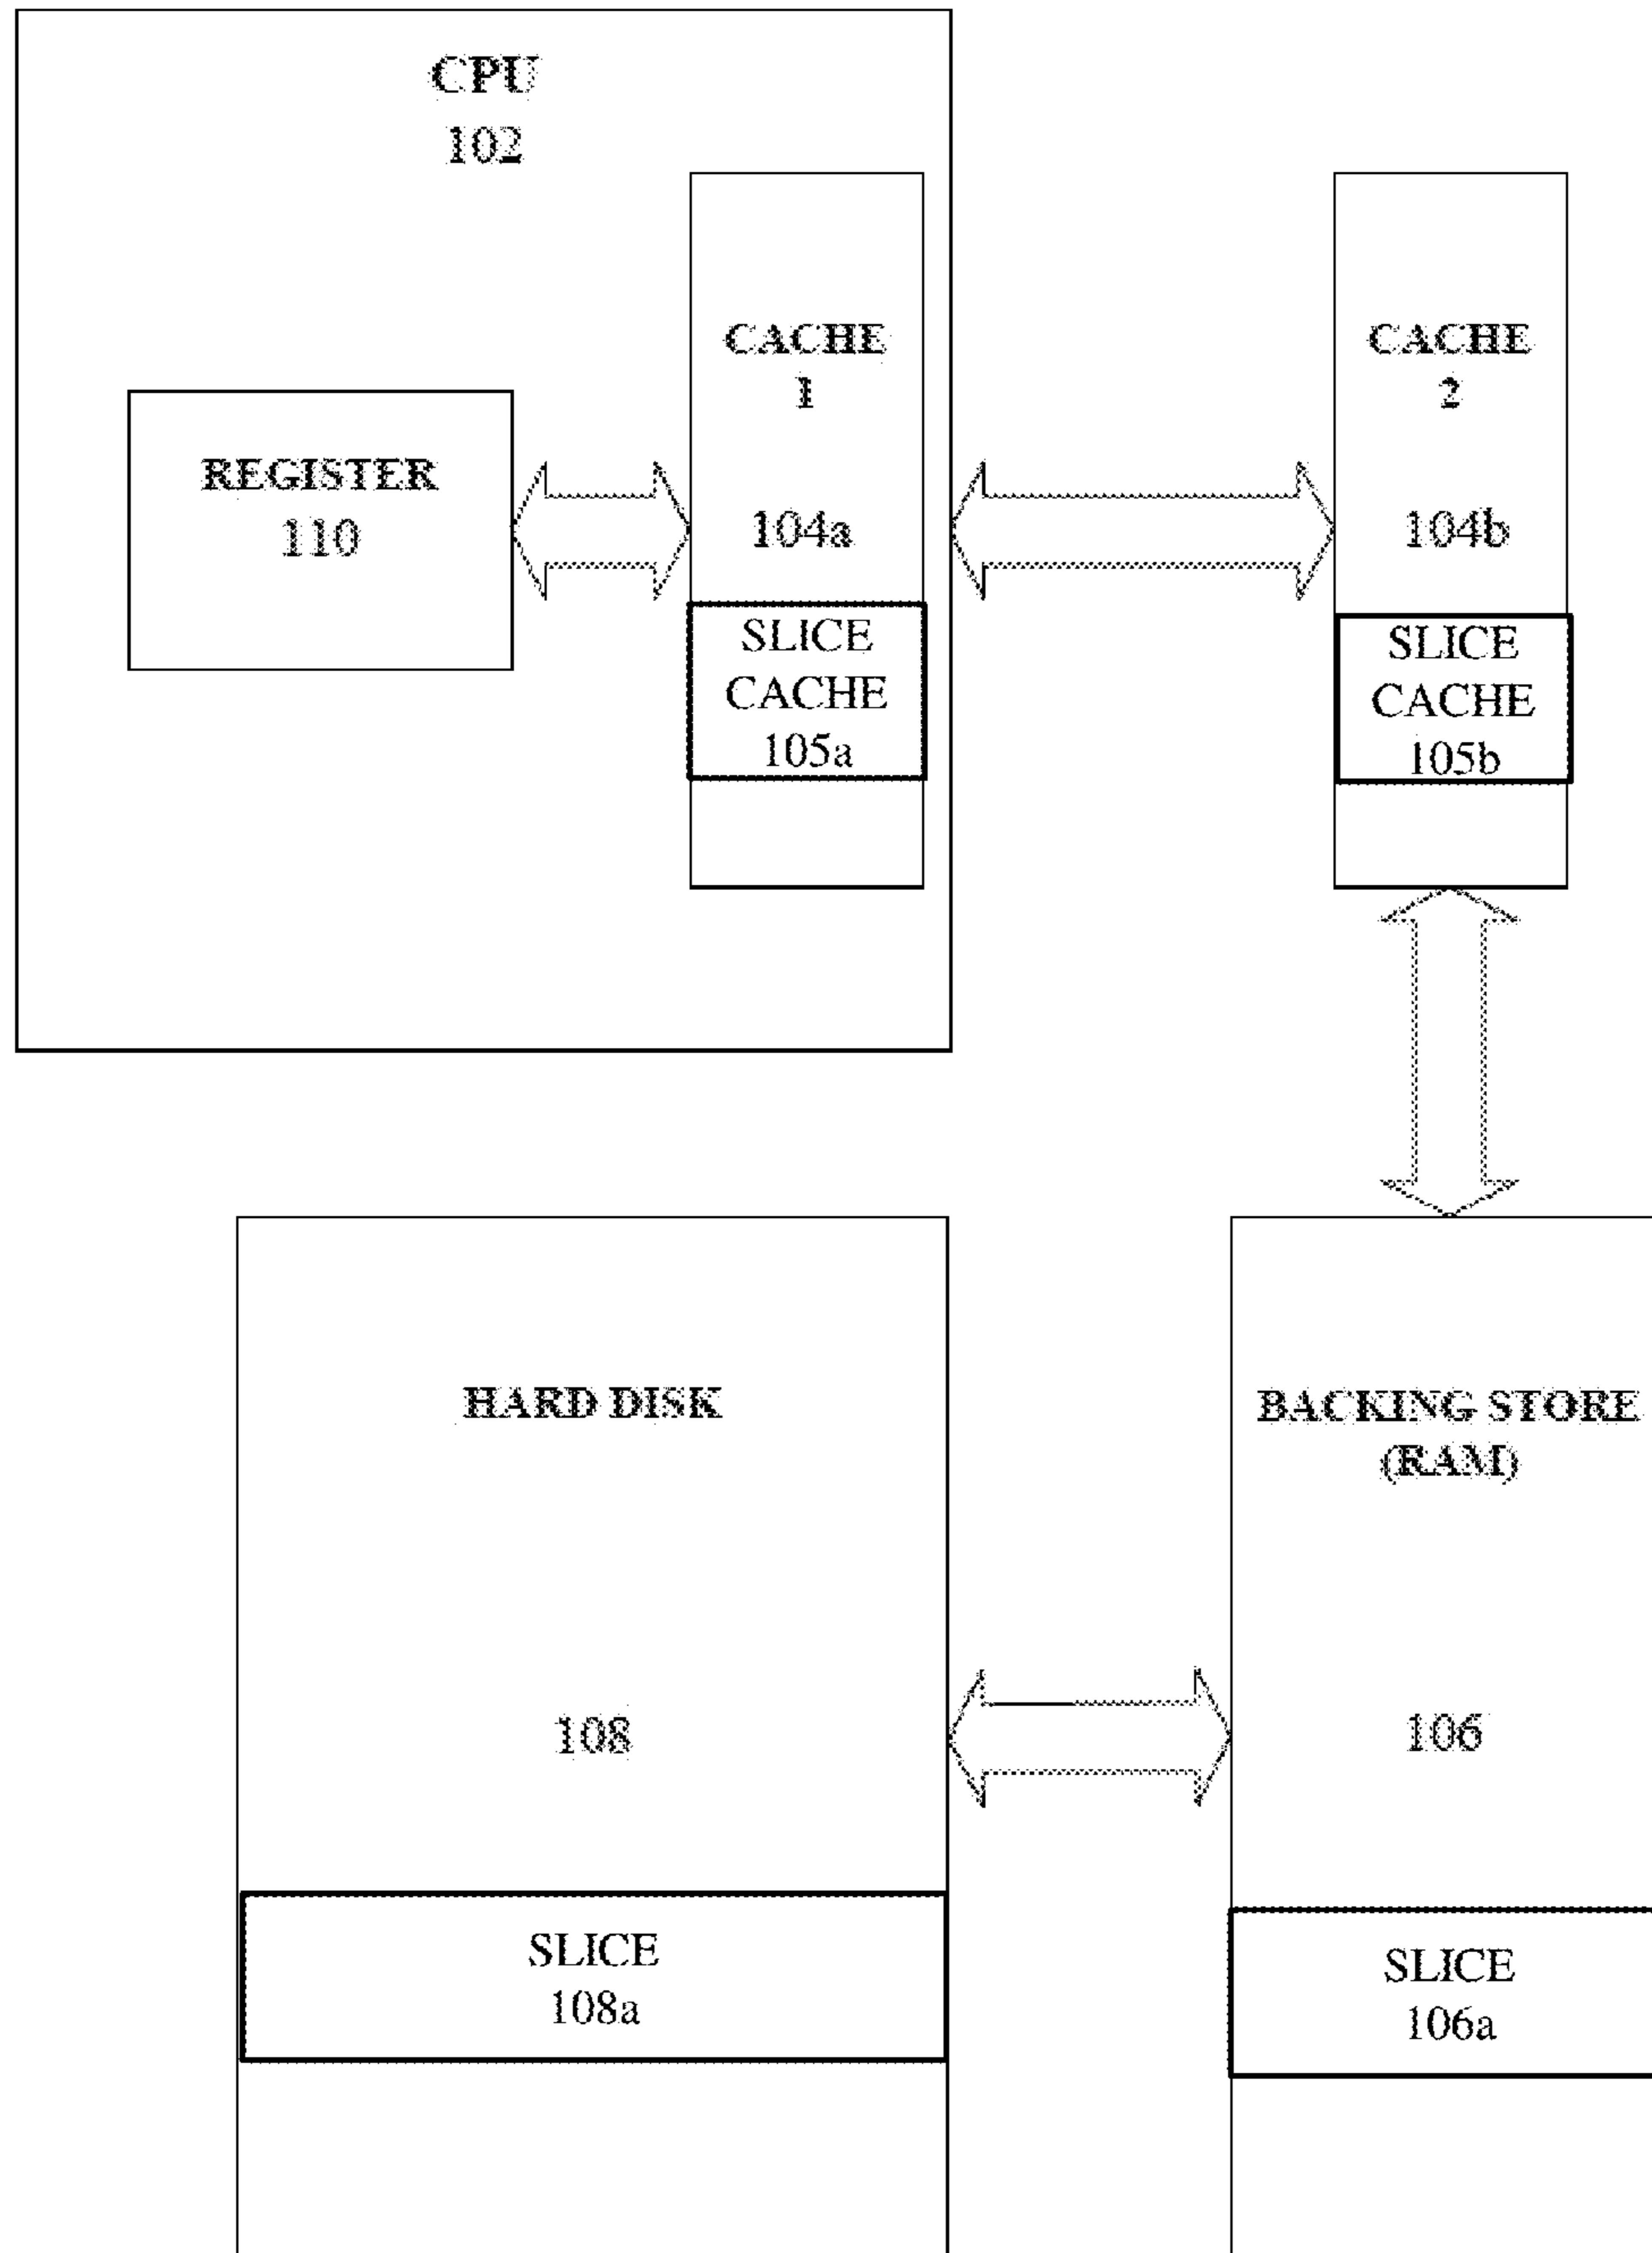 CPU
102
REGISTER
110
CACHE
1
104a
SLICE
CACHE
105a
CACHE
2
104b
SLICE
CACHE
105b
HARD DISK
108
SLICE
108a
BACKING STORE
(RAM)
106
SLICE
106a